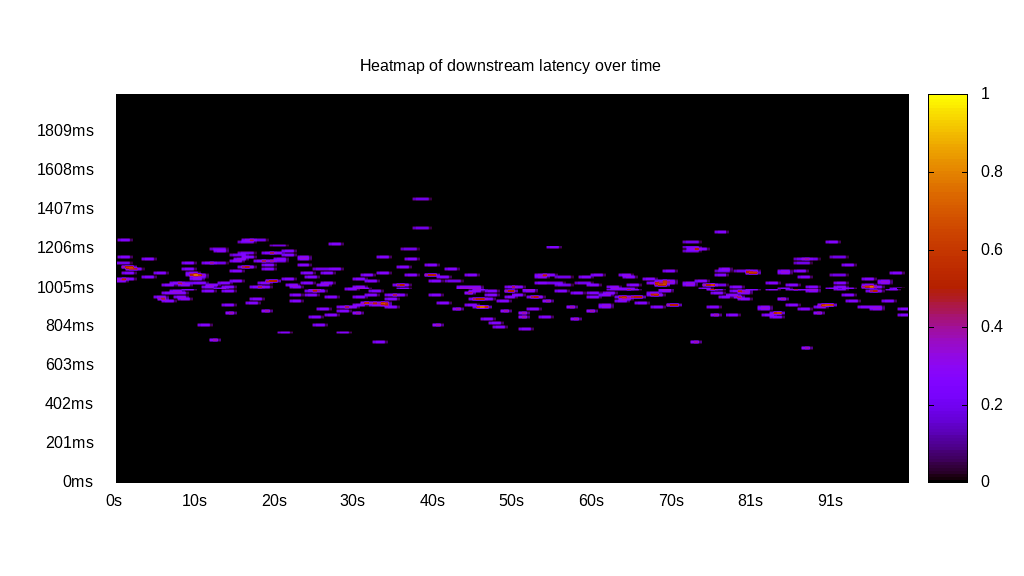 Heatmap of downstream latency over time
1809ms
1608ms
1407ms
1206ms
1005ms
804ms
603ms
402ms
201ms
0ms
0s 10s 20s 30s 40s 50s 60s 70s 81s 91s
1
0.8
0.6
0.4
0.2
0